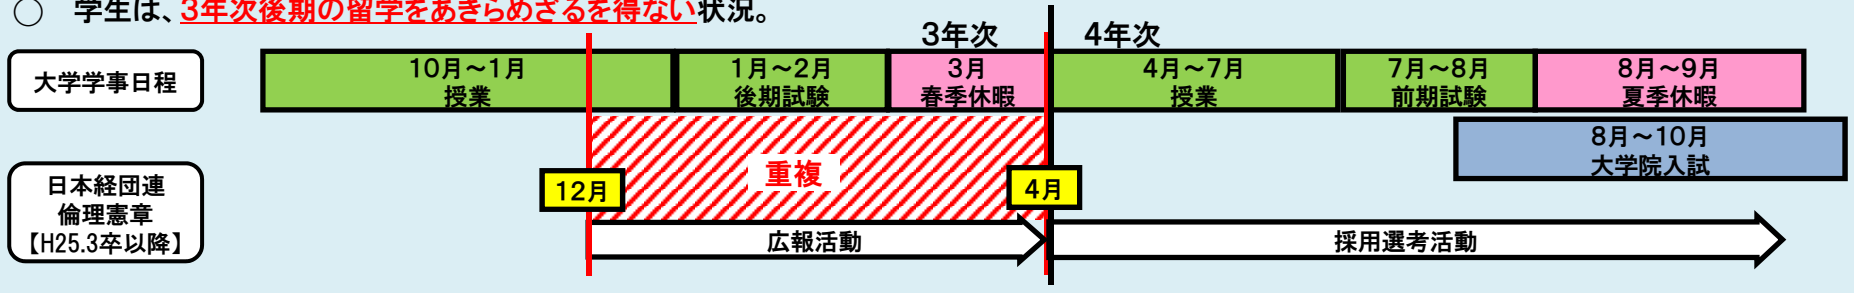 ○ 学生は、3年次後期の留学をあきらめざるを得ない状況。
3年次 4年次
大学学事日程
10月～1月
授業
1月～2月
後期試験
3月
春季休暇
4月～7月
授業
7月～8月
前期試験
8月～9月
夏季休暇
8月～10月
大学院入試
日本経団連
倫理憲章
【H25.3卒以降】
12月
重複
4月
広報活動
採用選考活動